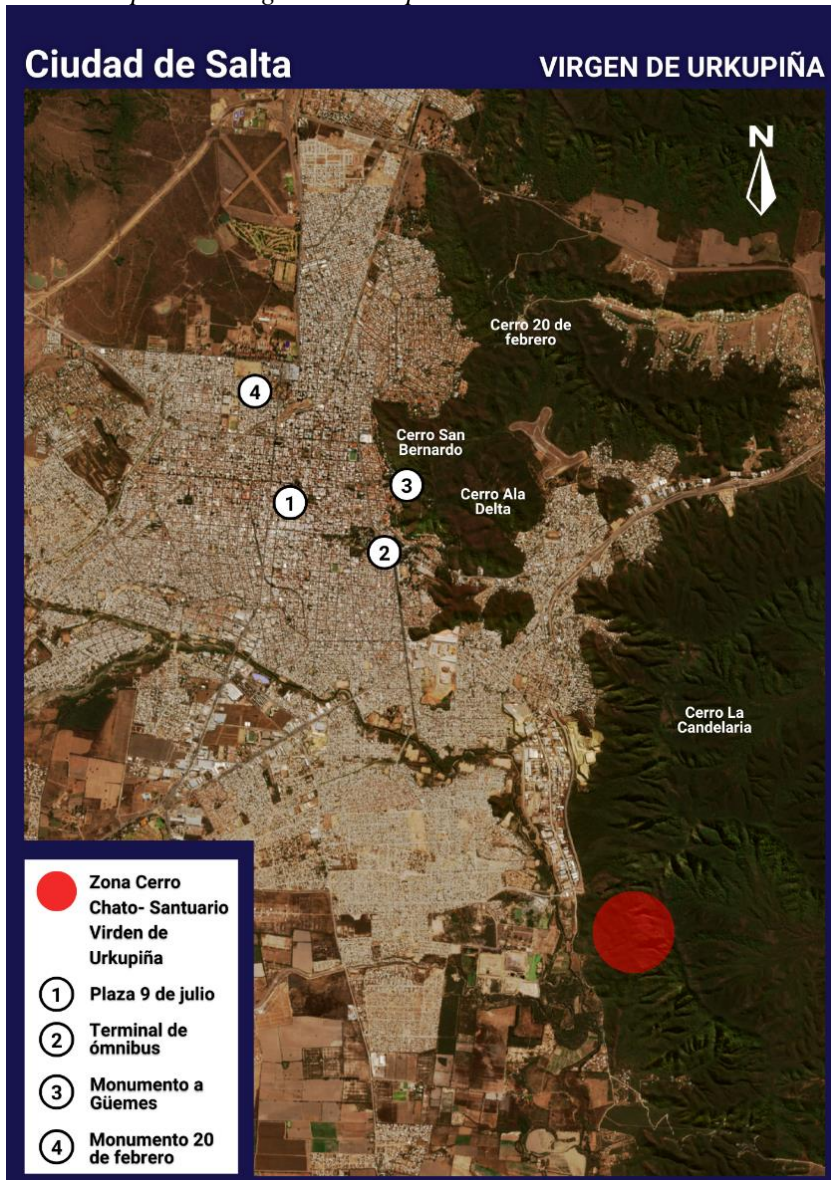 Ciudad de Salta
VIRGEN DE URKUPIÑA
N
Cerro 20 de
febrero
4
Cerro San
Bernardo
3
1
Cerro Ala
Delta
2
Cerro La
Candelaria
Zona Cerro
Chato- Santuario
Virden de
Urkupiña
1 Plaza 9 de julio
2 Terminal de
ómnibus
3 Monumento a
Güemes
4 Monumento 20
de febrero